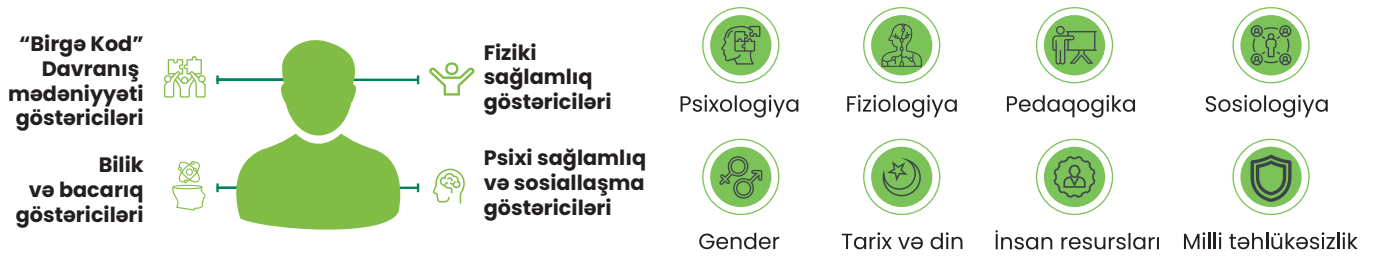 “Birgə Kod”
Davranış
mədəniyyəti
göstəriciləri
Fiziki
sağlamlıq
göstəriciləri
Bilik
və bacarıq
göstəriciləri
Psixi sağlamlıq
və sosiallaşma
göstəriciləri
Psixologiya
Fiziologiya
Pedaqogika
Sosiologiya
Gender
Tarix və din
İnsan resursları
Milli təhlükəsizlik